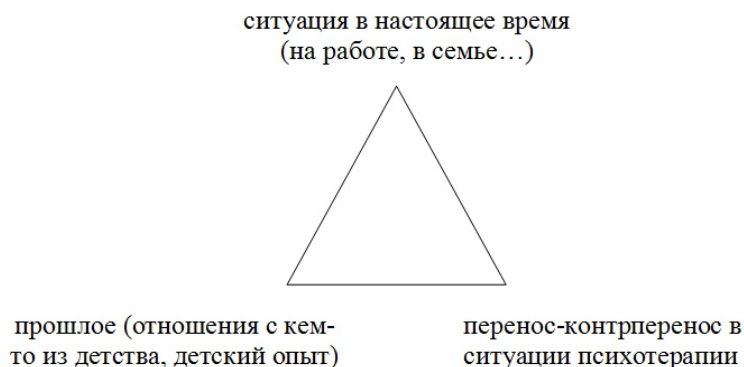 ситуация в настоящее время
(на работе, в семье…)
прошлое (отношения с кем-
то из детства, детский опыт)
перенос-контрперенос в
ситуации психотерапии